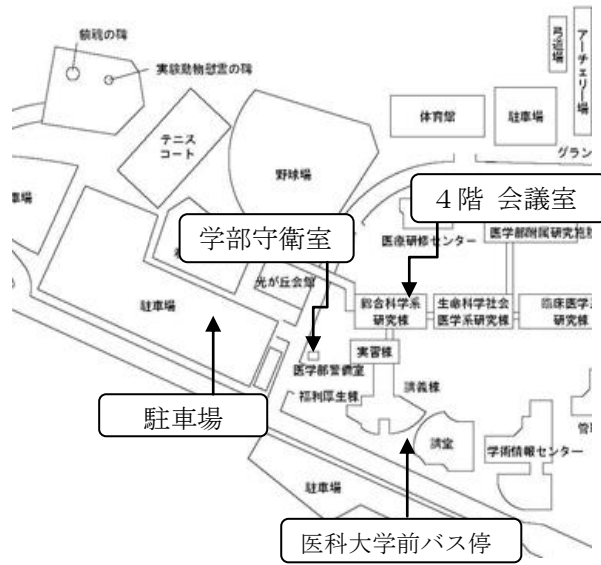 鎮魂の碑
実験動物慰霊の碑
弓道場
アーチェリー場
体育館
駐車場
テニス
コート
野球場
グラン
車場
４階 会議室
学部守衛室
医療研修センター
医学部附属研究施設
光が丘会館
駐車場
総合科学系
研究棟
生命科学社会
医学系研究棟
臨床医学系
研究棟
実習棟
医学部警備室
福利厚生棟
講義棟
駐車場
講堂
学術情報センター
管理
駐車場
医科大学前バス停